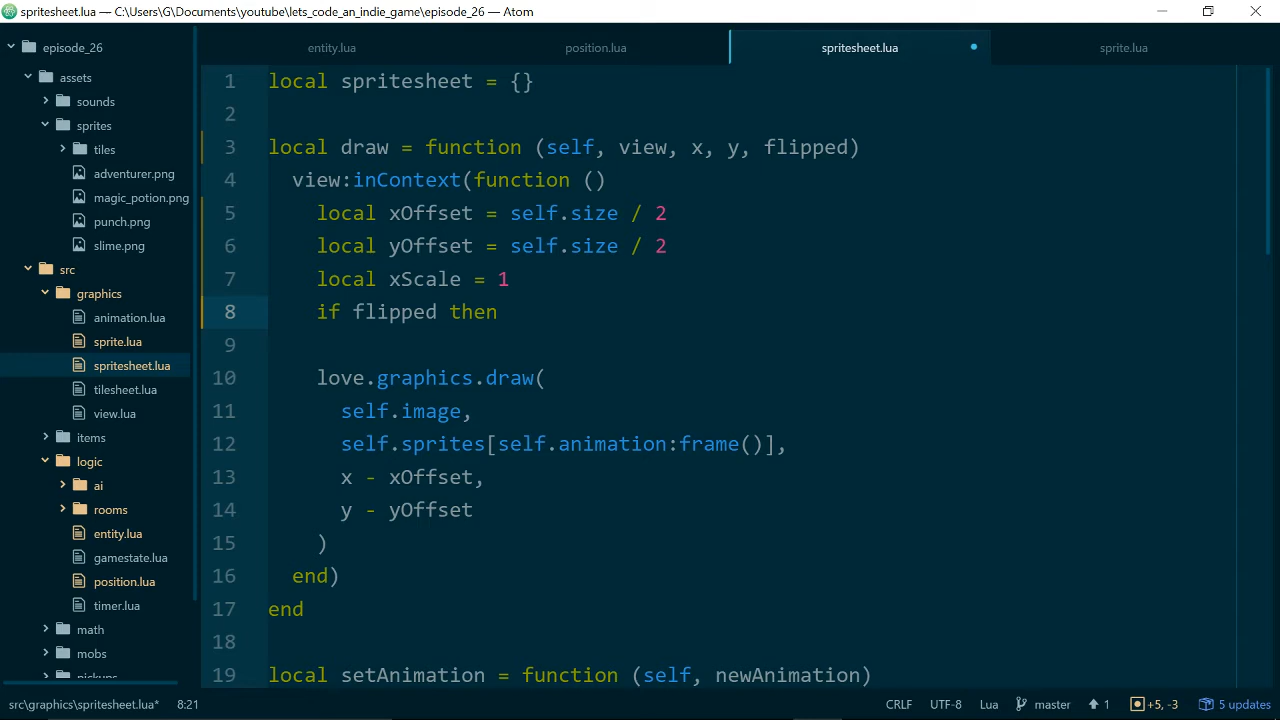 spritesheet.lua — C:\Users\G\Documents\youtube\lets_code_an_indie_game\episode_26 — Atom
episode_26
assets
sounds
sprites
tiles
adventurer.png
magic_potion.png
punch.png
slime.png
src
graphics
animation.lua
sprite.lua
spritesheet.lua
tilesheet.lua
view.lua
items
logic
ai
rooms
entity.lua
gamestate.lua
position.lua
timer.lua
math
mobs
pickups
entity.lua
position.lua
spritesheet.lua
sprite.lua
1 local spritesheet = {}
2
3 local draw = function (self, view, x, y, flipped)
4 view:inContext(function ()
5 local xOffset = self.size / 2
6 local yOffset = self.size / 2
7 local xScale = 1
8 if flipped then
9
10 love.graphics.draw(
11 self.image,
12 self.sprites[self.animation:frame()],
13 x - xOffset,
14 y - yOffset
15 )
16 end)
17 end
18
19 local setAnimation = function (self, newAnimation)
src\graphics\spritesheet.lua* 8:21
CRLF UTF-8 Lua master 1 +5, -3 5 updates